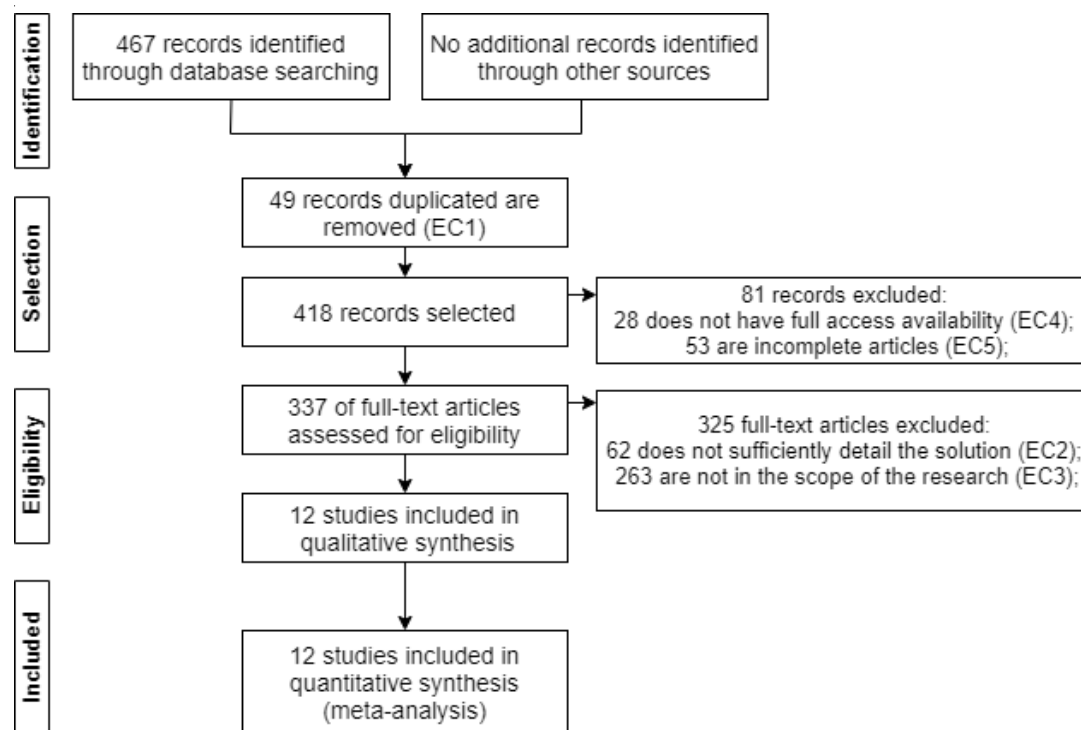 Identification
467 records identified
through database searching
No additional records identified
through other sources
Selection
49 records duplicated are
removed (EC1)
418 records selected
81 records excluded:
28 does not have full access availability (EC4);
53 are incomplete articles (EC5);
Eligibility
337 of full-text articles
assessed for eligibility
325 full-text articles excluded:
62 does not sufficiently detail the solution (EC2);
263 are not in the scope of the research (EC3);
12 studies included in
qualitative synthesis
Included
12 studies included in
quantitative synthesis
(meta-analysis)